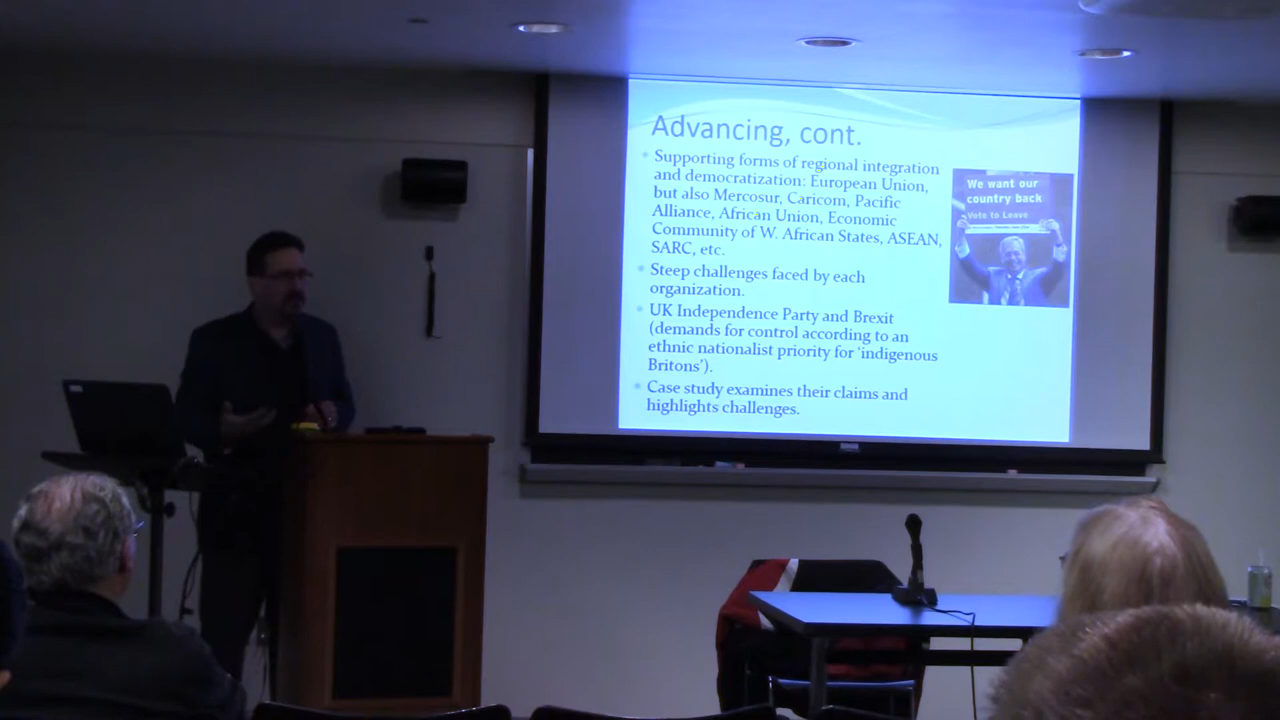 Advancing, cont.
Supporting forms of regional integration
and democratization: European Union,
but also Mercosur, Caricom, Pacific
Alliance, African Union, Economic
Community of W. African States, ASEAN,
SARC, etc.
Steep challenges faced by each
organization.
UK Independence Party and Brexit
(demands for control according to an
ethnic nationalist priority for 'indigenous
Britons').
Case study examines their claims and
highlights challenges.
We want our
country back
Vote to Leave